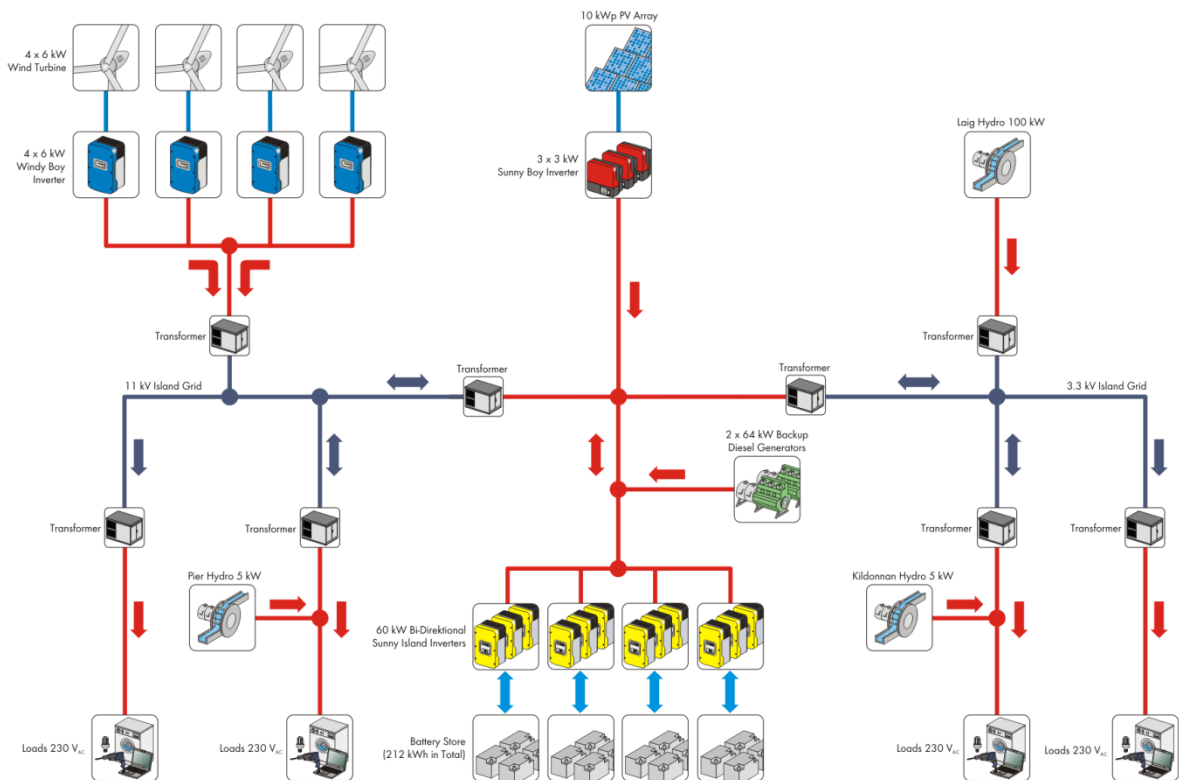 10 kWp PV Array
4 x 6 kW
Wind Turbine
Laig Hydro 100 kW
4 x 6 kW
Windy Boy
Inverter
3 x 3 kW
Sunny Boy Inverter
Transformer
Transformer
Transformer
Transformer
11 kV Island Grid
3.3 kV Island Grid
2 x 64 kW Backup
Diesel Generators
Transformer
Transformer
Transformer
Transformer
Pier Hydro 5 kW
Kildonnan Hydro 5 kW
60 kW Bi-Direktional
Sunny Island Inverters
Battery Store
(212 kWh in Total)
Loads 230 VAC
Loads 230 VAC
Loads 230 VAC
Loads 230 VAC